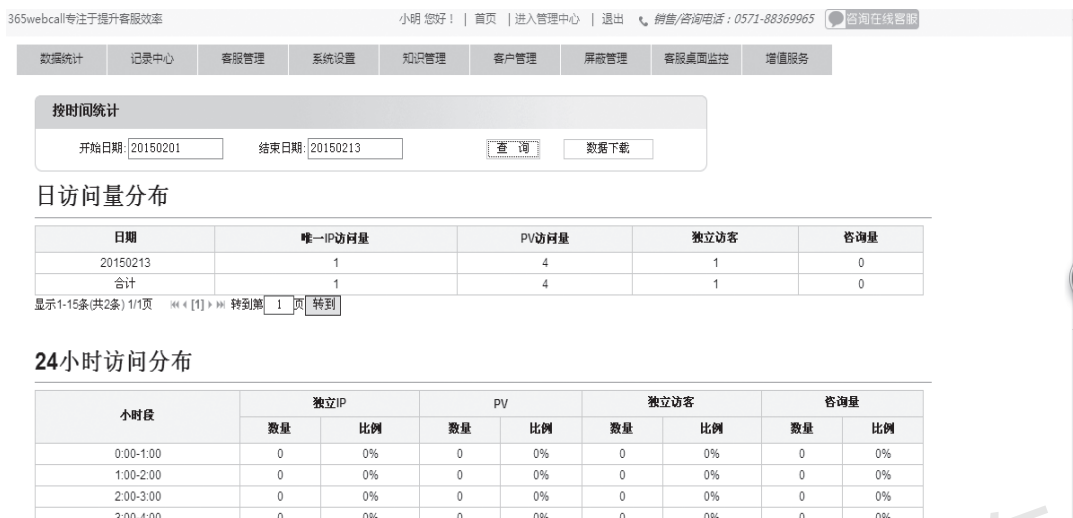 365webcall专注于提升客服效率 小明 您好！ | 首页 | 进入管理中心 | 退出 销售/咨询电话：0571-88369965 咨询在线客服
数据统计 记录中心 客服管理 系统设置 知识管理 客户管理 屏蔽管理 客服桌面监控 增值服务
按时间统计
开始日期: 20150201 结束日期: 20150213 查 询 数据下载
日访问量分布
日期 唯一IP访问量 PV访问量 独立访客 咨询量
20150213 1 4 1 0
合计 1 4 1 0
显示1-15条(共2条) 1/1页 [1] 转到第 1 页 转到
24小时访问分布
小时段 独立IP PV 独立访客 咨询量
数量 比例 数量 比例 数量 比例 数量 比例
0:00-1:00 0 0% 0 0% 0 0% 0 0%
1:00-2:00 0 0% 0 0% 0 0% 0 0%
2:00-3:00 0 0% 0 0% 0 0% 0 0%
3:00-4:00 0 0% 0 0% 0 0% 0 0%